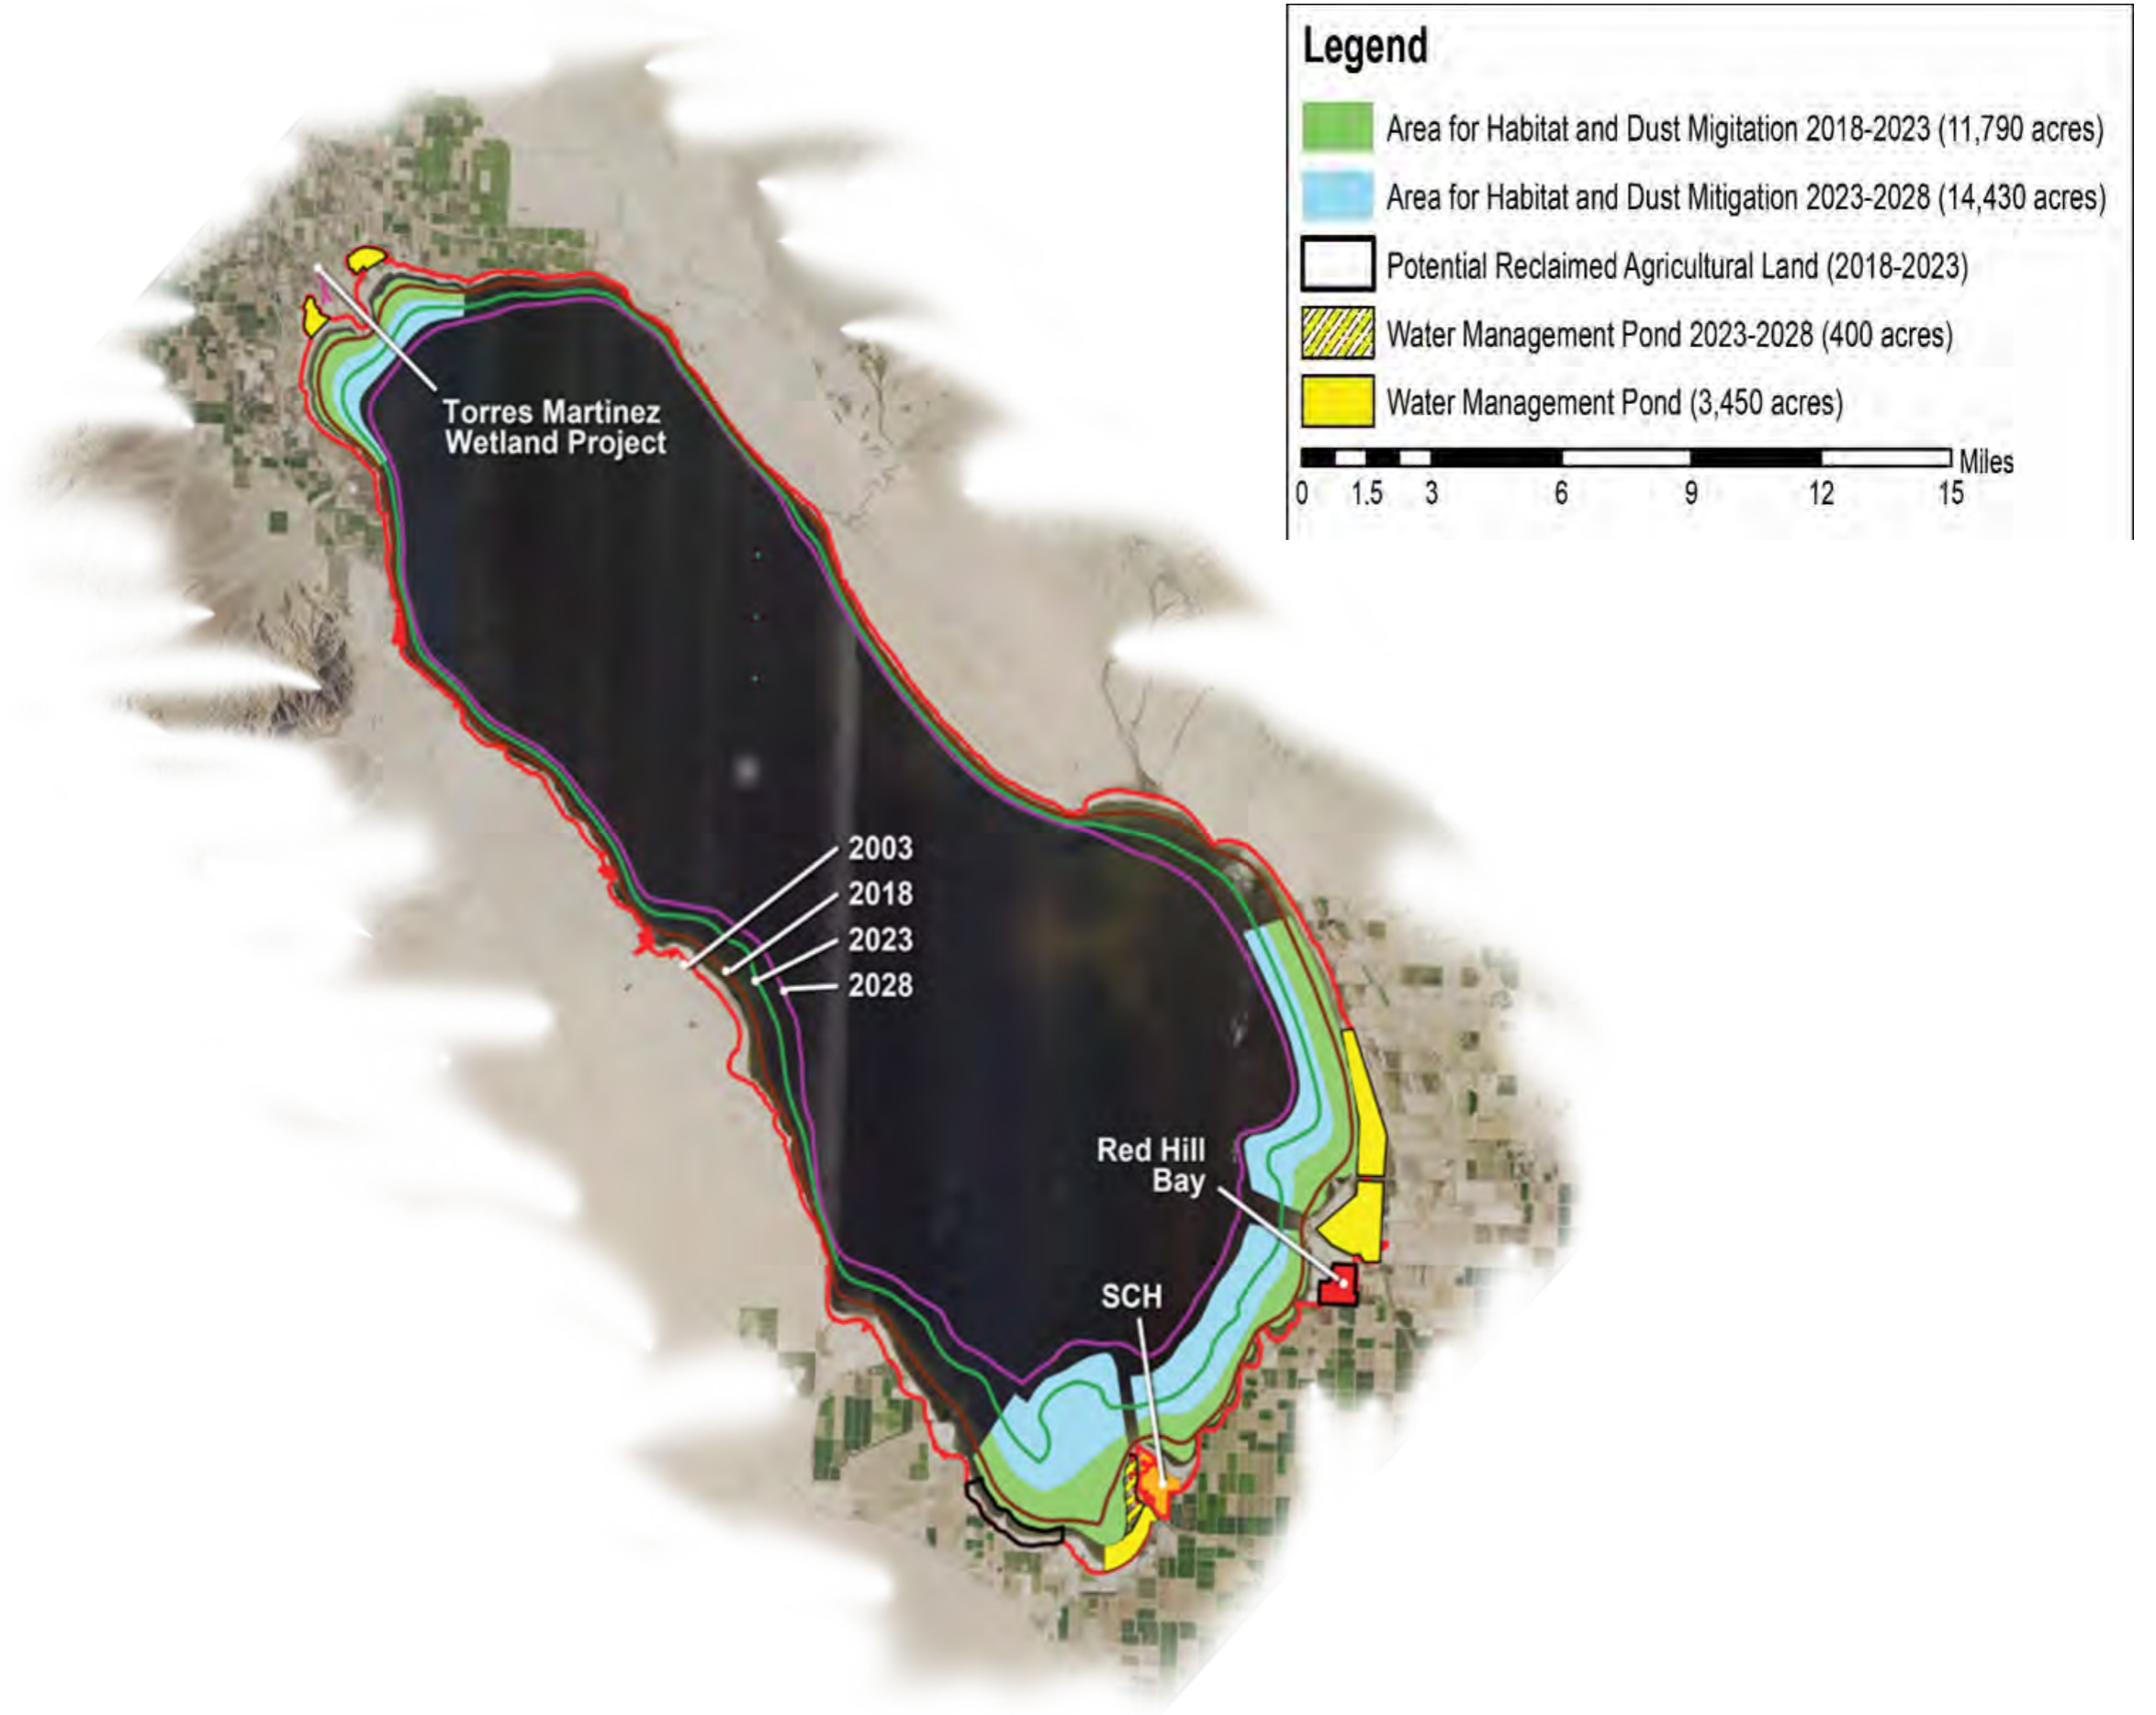 Legend
Area for Habitat and Dust Migitation 2018-2023 (11,790 acres)
Area for Habitat and Dust Mitigation 2023-2028 (14,430 acres)
Potential Reclaimed Agricultural Land (2018-2023)
Water Management Pond 2023-2028 (400 acres)
Water Management Pond (3,450 acres)
Miles
0 1.5 3 6 9 12 15
Torres Martinez
Wetland Project
2003
2018
2023
2028
Red Hill
Bay
SCH